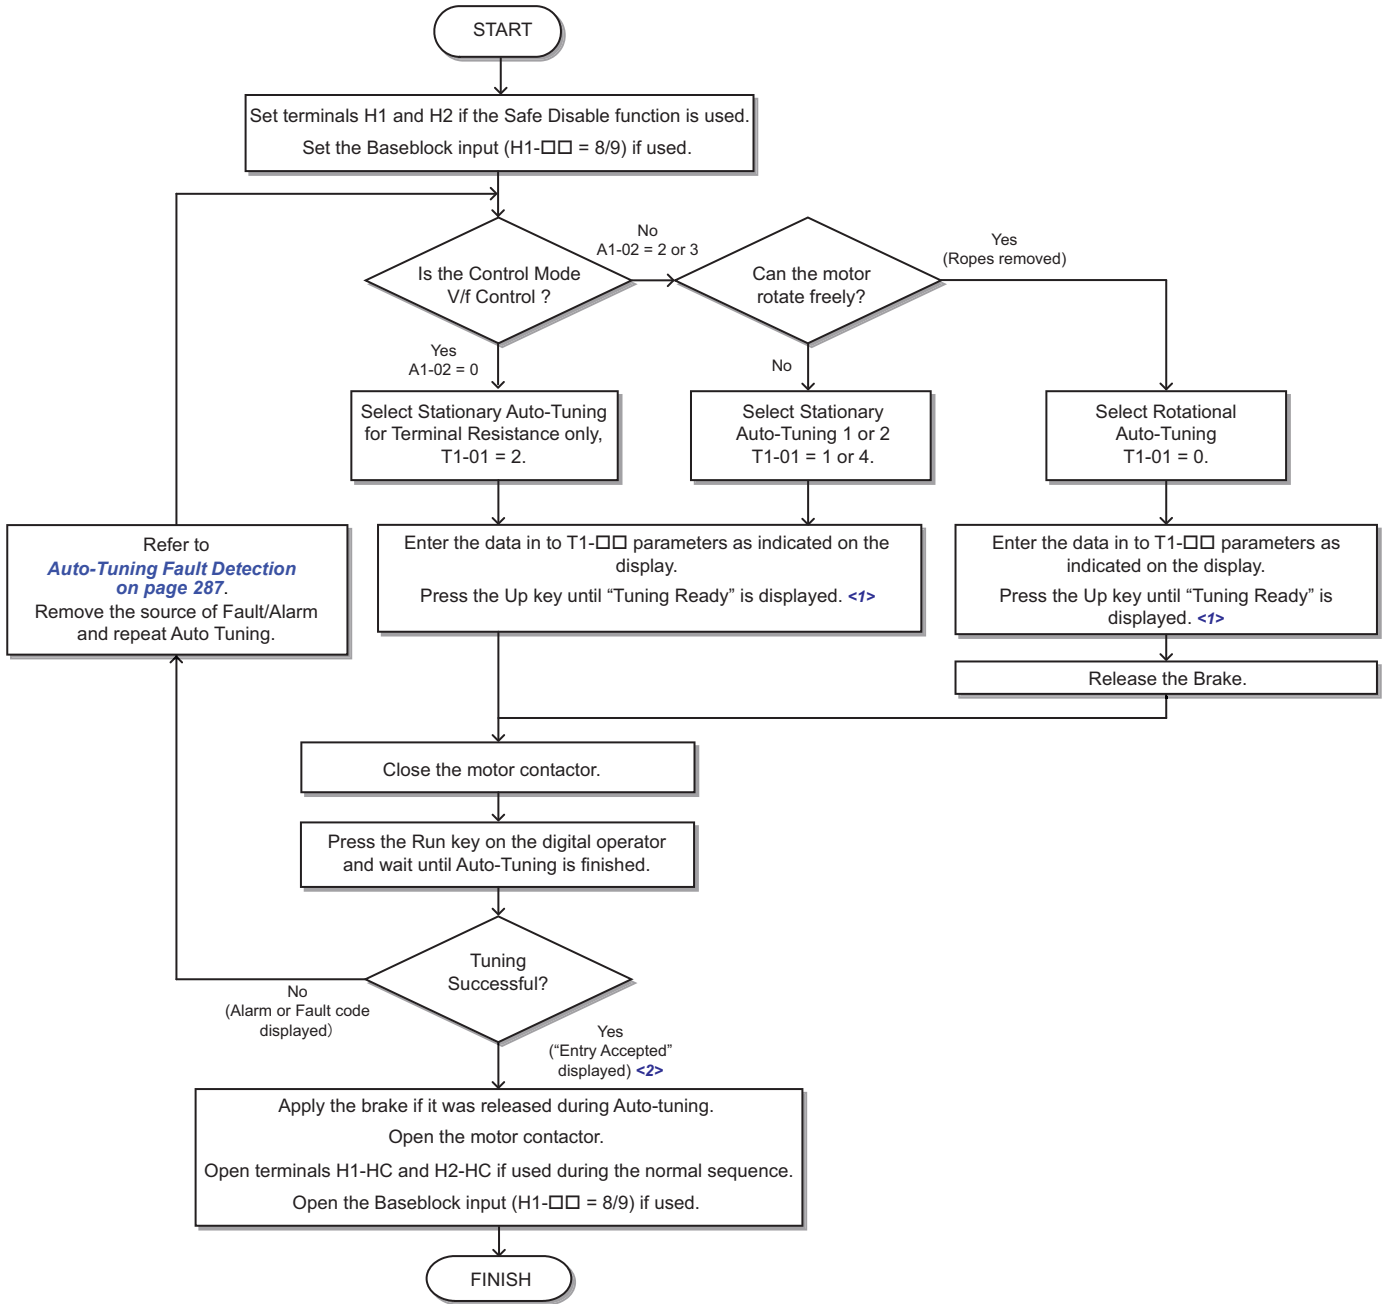 START
Set terminals H1 and H2 if the Safe Disable function is used.
Set the Baseblock input (H1-□□ = 8/9) if used.
Is the Control Mode
V/f Control ?
No
A1-02 = 2 or 3
Can the motor
rotate freely?
Yes
(Ropes removed)
Yes
A1-02 = 0
No
Select Stationary Auto-Tuning
for Terminal Resistance only,
T1-01 = 2.
Select Stationary
Auto-Tuning 1 or 2
T1-01 = 1 or 4.
Select Rotational
Auto-Tuning
T1-01 = 0.
Refer to
Auto-Tuning Fault Detection
on page 287.
Remove the source of Fault/Alarm
and repeat Auto Tuning.
Enter the data in to T1-□□ parameters as indicated on the
display.
Press the Up key until “Tuning Ready” is displayed. <1>
Enter the data in to T1-□□ parameters as
indicated on the display.
Press the Up key until “Tuning Ready” is
displayed. <1>
Release the Brake.
Close the motor contactor.
Press the Run key on the digital operator
and wait until Auto-Tuning is finished.
Tuning
Successful?
No
(Alarm or Fault code
displayed)
Yes
(“Entry Accepted”
displayed) <2>
Apply the brake if it was released during Auto-tuning.
Open the motor contactor.
Open terminals H1-HC and H2-HC if used during the normal sequence.
Open the Baseblock input (H1-□□ = 8/9) if used.
FINISH